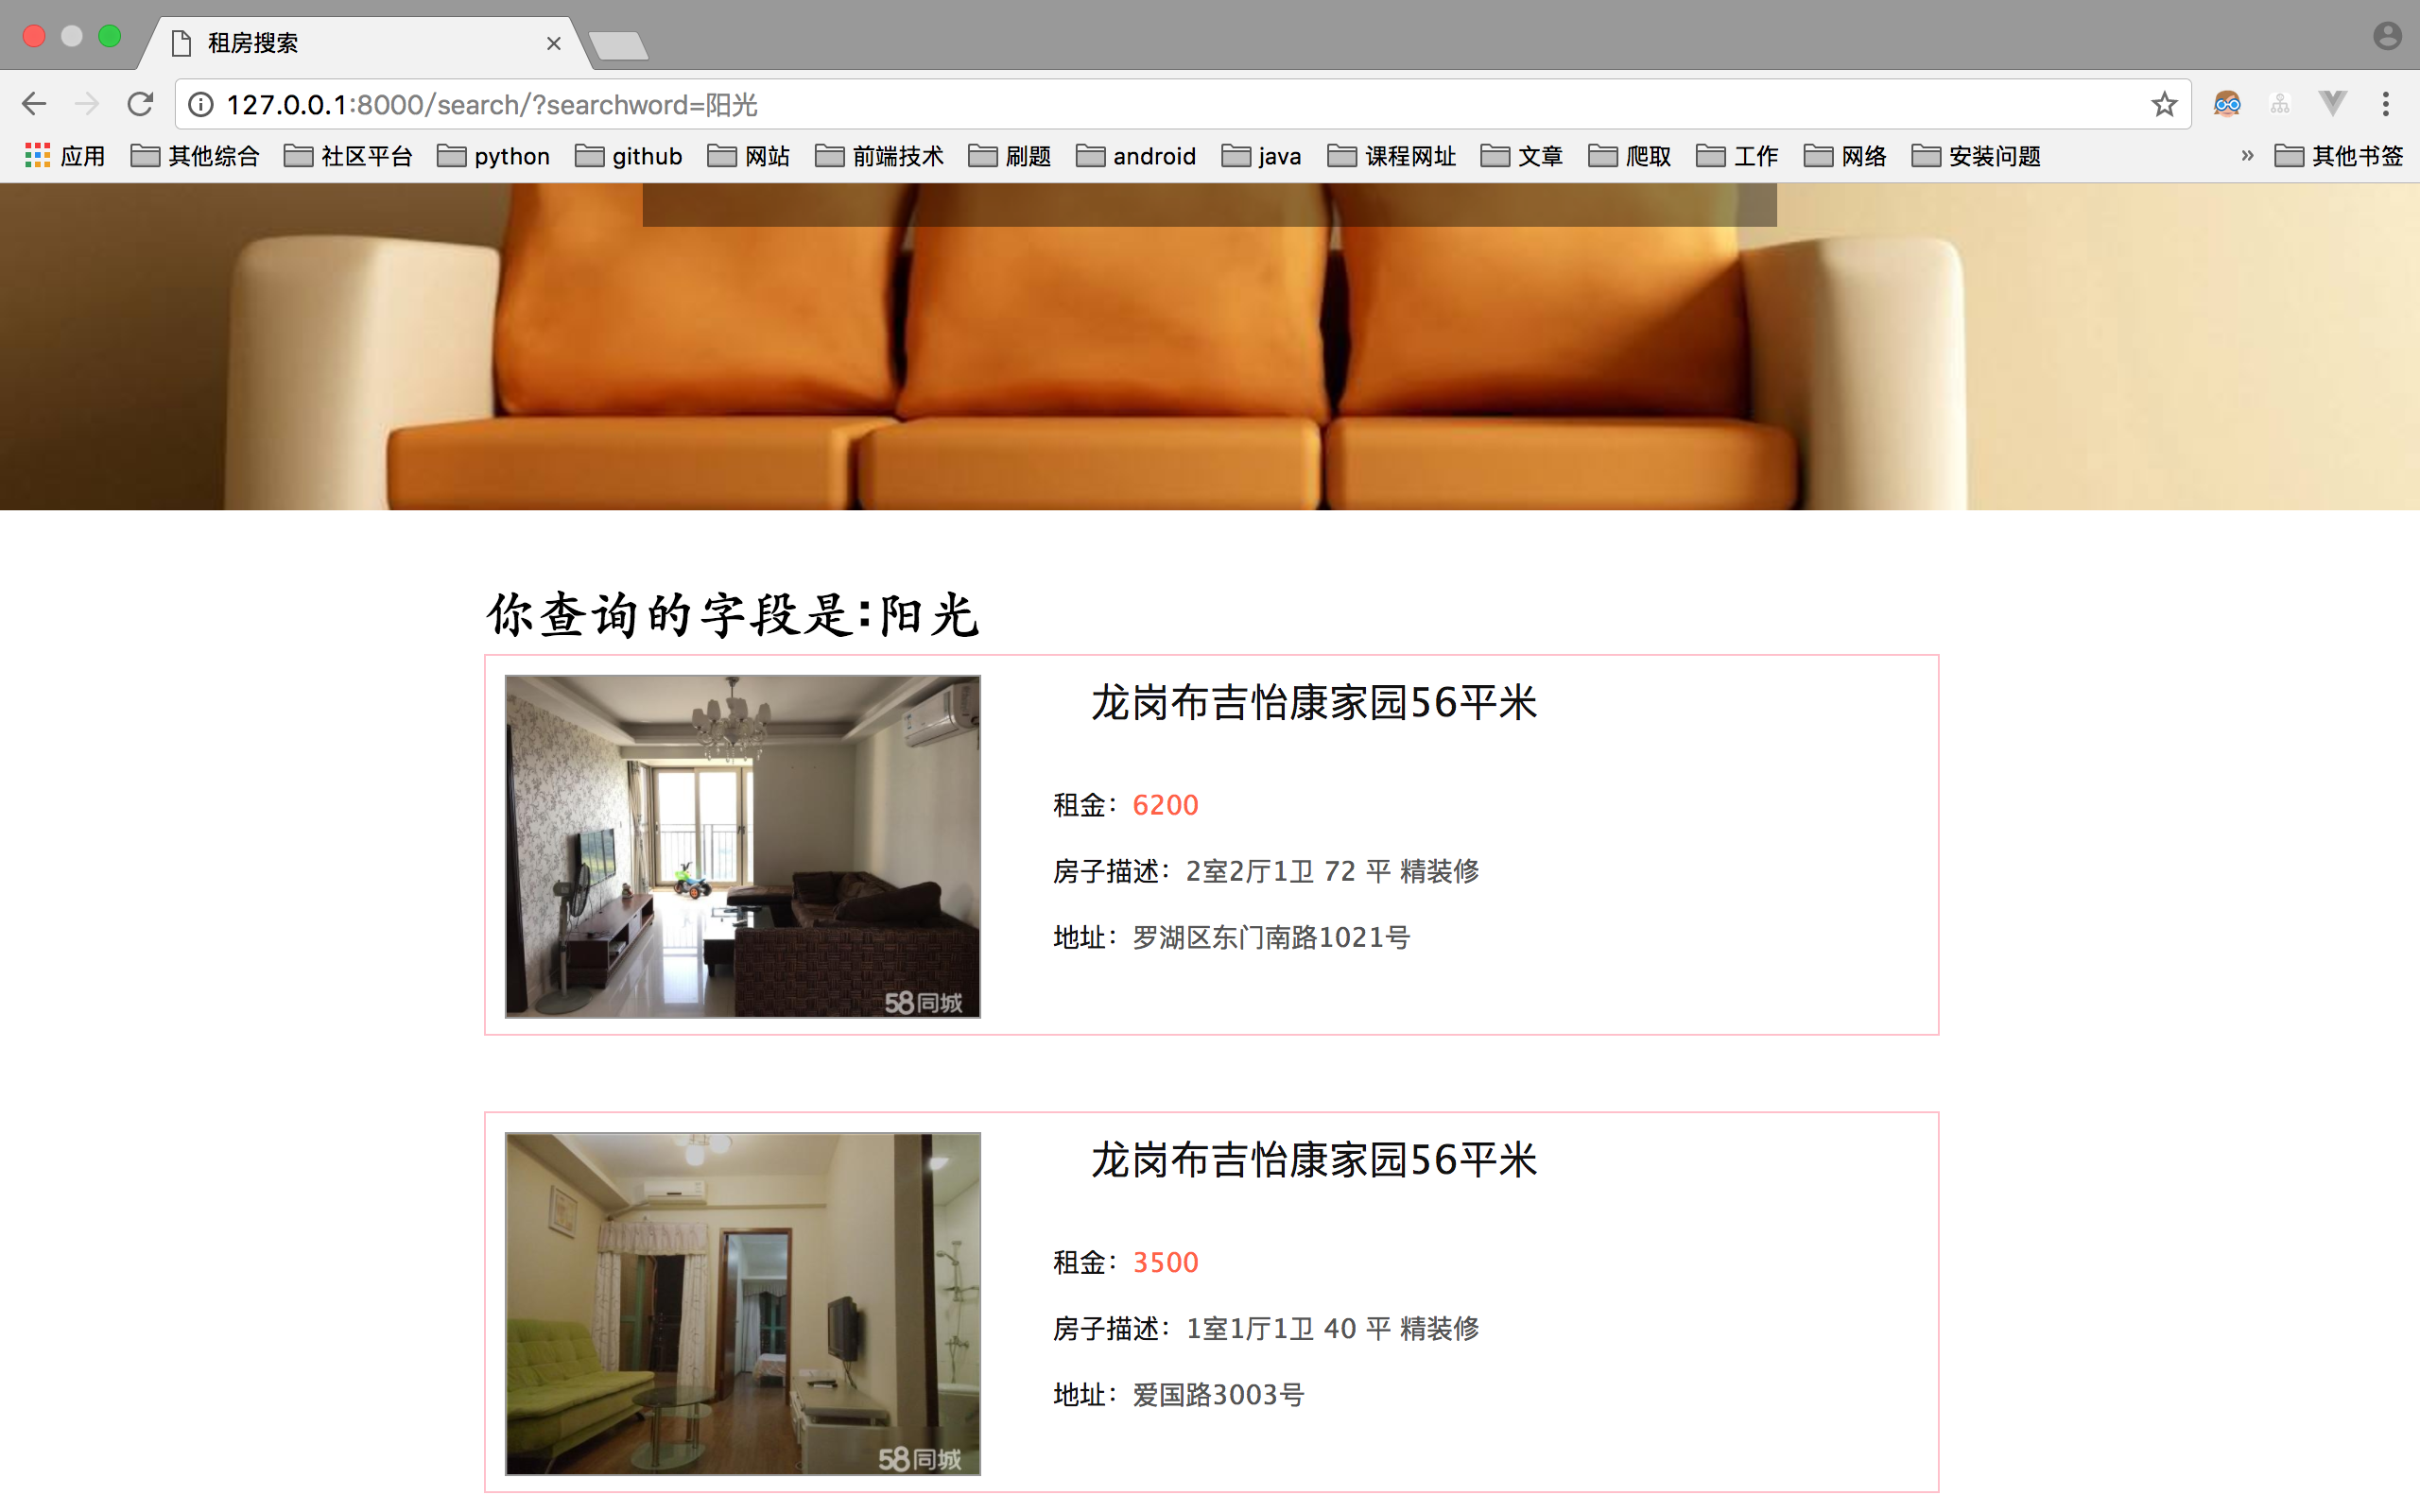 租房搜索
127.0.0.1:8000/search/?searchword=阳光
应用 其他综合 社区平台 python github 网站 前端技术 刷题 android java 课程网址 文章 爬取 工作 网络 安装问题 » 其他书签
你查询的字段是:阳光
龙岗布吉怡康家园56平米
租金：6200
房子描述：2室2厅1卫 72 平 精装修
地址：罗湖区东门南路1021号
58同城
龙岗布吉怡康家园56平米
租金：3500
房子描述：1室1厅1卫 40 平 精装修
地址：爱国路3003号
58同城